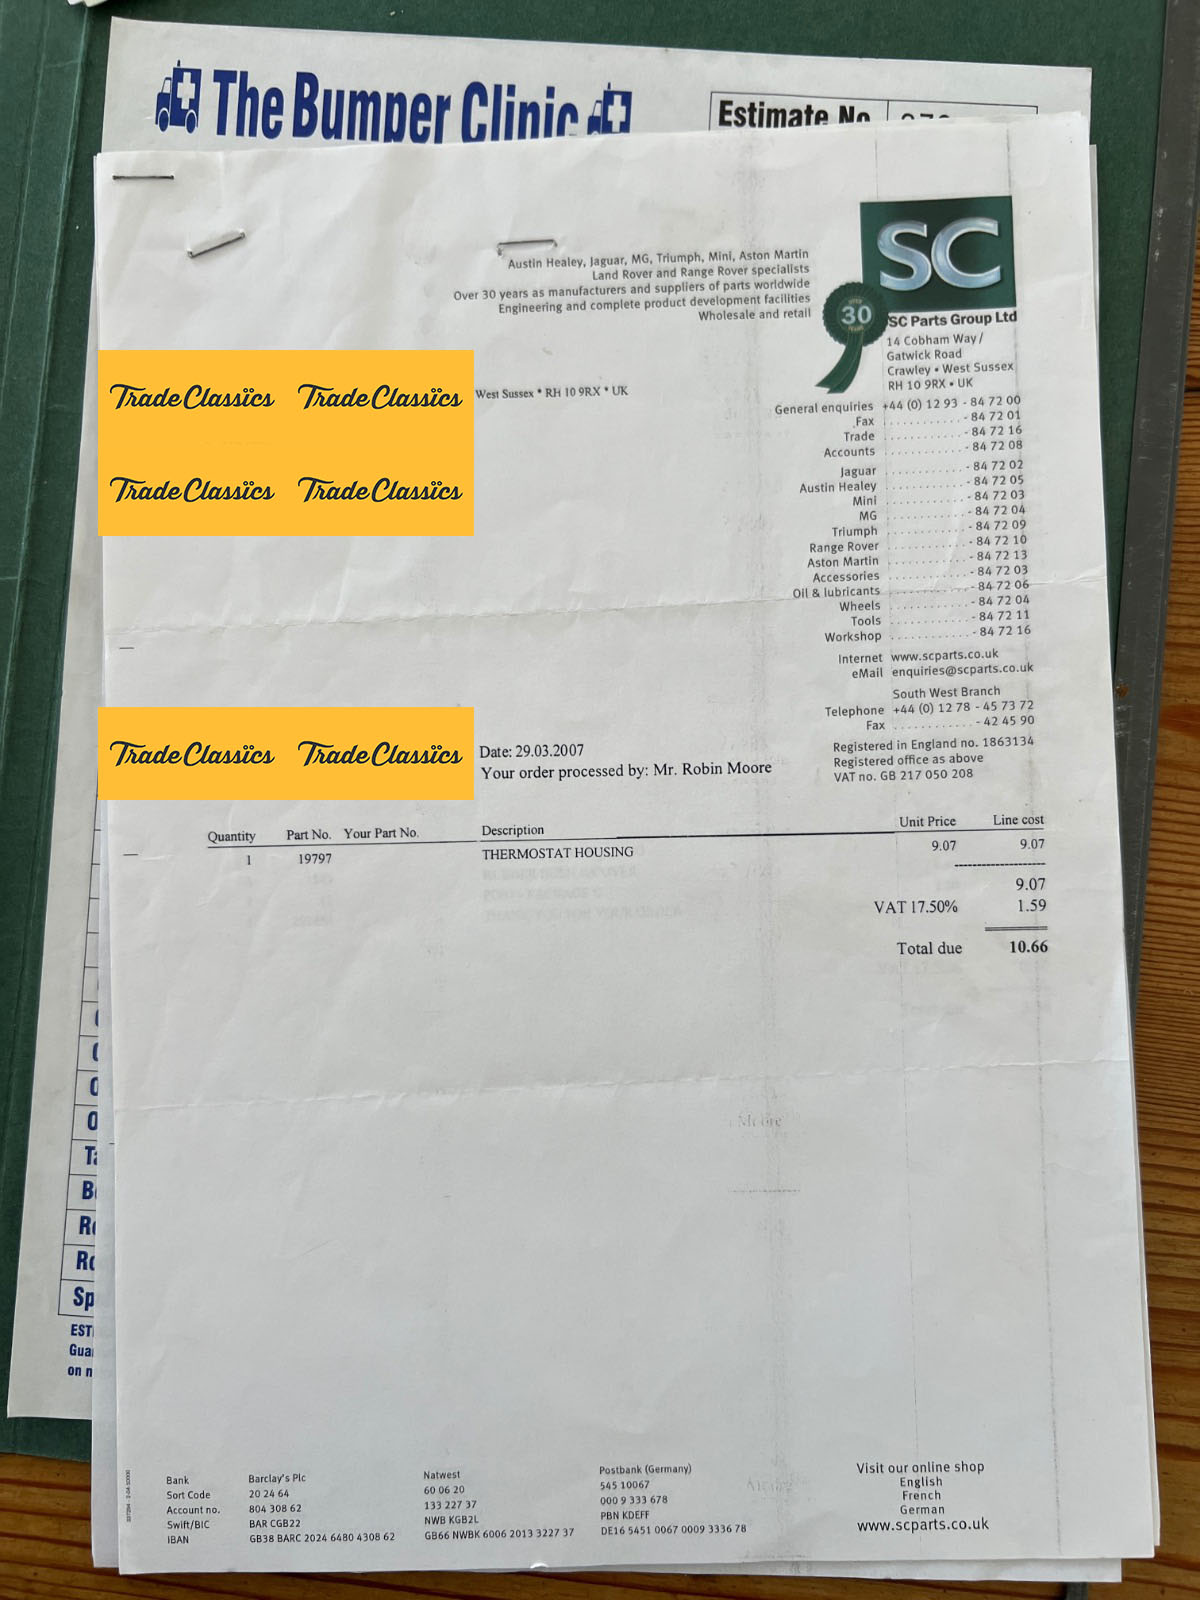 The Bumper Clinic
Estimate No
Austin Healey, Jaguar, MG, Triumph, Mini, Aston Martin
Land Rover and Range Rover specialists
Over 30 years as manufacturers and suppliers of parts worldwide
Engineering and complete product development facilities
Wholesale and retail
SC
OVER
30
YEARS
SC Parts Group Ltd
14 Cobham Way/
Gatwick Road
Crawley • West Sussex
RH 10 9RX • UK
TradeClassics TradeClassics
West Sussex * RH 10 9RX * UK
TradeClassics TradeClassics
General enquiries +44 (0) 12 93 - 84 72 00
Fax ........... - 84 72 01
Trade ........... - 84 72 16
Accounts ........... - 84 72 08
Jaguar ........... - 84 72 02
Austin Healey ........... - 84 72 05
Mini ........... - 84 72 03
MG ........... - 84 72 04
Triumph ........... - 84 72 09
Range Rover ........... - 84 72 10
Aston Martin ........... - 84 72 13
Accessories ........... - 84 72 03
Oil & lubricants ........... - 84 72 06
Wheels ........... - 84 72 04
Tools ........... - 84 72 11
Workshop ........... - 84 72 16
Internet www.scparts.co.uk
eMail enquiries@scparts.co.uk
South West Branch
Telephone +44 (0) 12 78 - 45 73 72
Fax ........... - 42 45 90
Registered in England no. 1863134
Registered office as above
VAT no. GB 217 050 208
TradeClassics TradeClassics
Date: 29.03.2007
Your order processed by: Mr. Robin Moore
Quantity Part No. Your Part No. Description Unit Price Line cost
1 19797 THERMOSTAT HOUSING 9.07 9.07
9.07
VAT 17.50% 1.59
Total due 10.66
EST
Gua
on n
Bank Barclay's Plc Natwest Postbank (Germany)
Sort Code 20 24 64 60 06 20 545 10067
Account no. 804 308 62 133 227 37 000 9 333 678
Swift/BIC BAR CGB22 NWB KGB2L PBN KDEFF
IBAN GB38 BARC 2024 6480 4308 62 GB66 NWBK 6006 2013 3227 37 DE16 5451 0067 0009 3336 78
Visit our online shop
English
French
German
www.scparts.co.uk